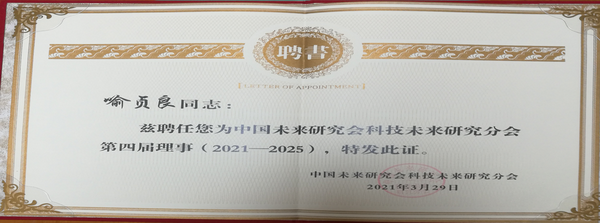 聘书
LETTER OF APPOINTMENT
喻贞良同志：
兹聘任您为中国未来研究会科技未来研究分会
第四届理事（2021—2025），特发此证。
中国未来研究会科技未来研究分会
2021年3月29日